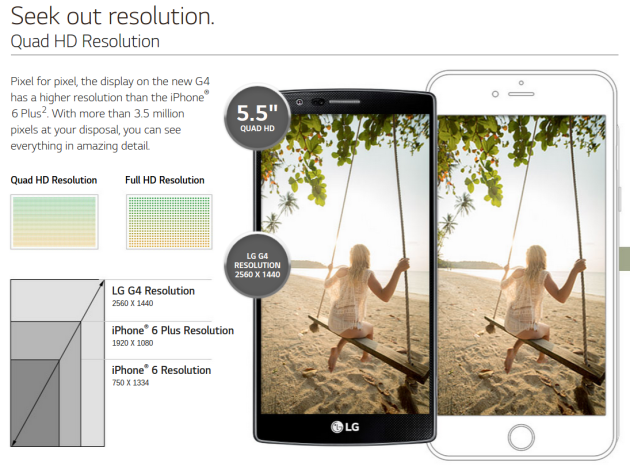 Seek out resolution.
Quad HD Resolution
Pixel for pixel, the display on the new G4
has a higher resolution than the iPhone®
6 Plus². With more than 3.5 million
pixels at your disposal, you can see
everything in amazing detail.
5.5"
QUAD HD
Quad HD Resolution
Full HD Resolution
LG G4
RESOLUTION
2560 X 1440
LG G4 Resolution
2560 X 1440
iPhone® 6 Plus Resolution
1920 X 1080
iPhone® 6 Resolution
750 X 1334
LG